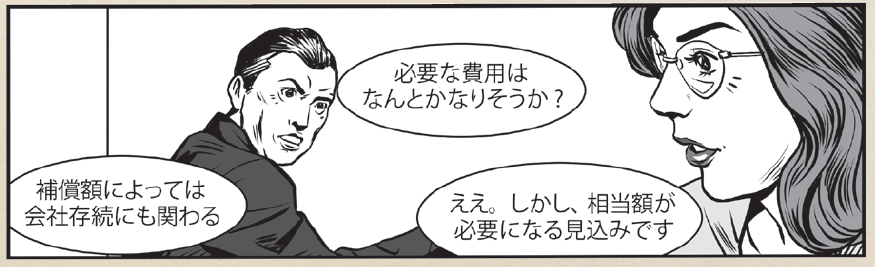 必要な費用は
なんとかなりそうか？
ええ。しかし、相当額が
必要になる見込みです
補償額によっては
会社存続にも関わる